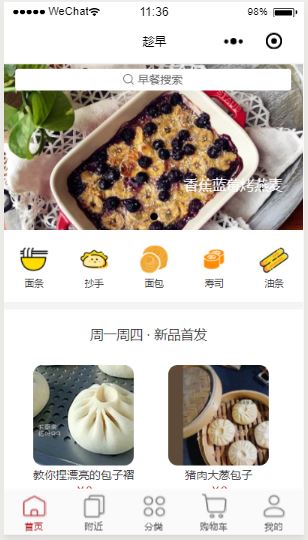 WeChat 11:36 98%
趁早
早餐搜索
香蕉蓝莓烤燕麦
面条 抄手 面包 寿司 油条
周一周四 · 新品首发
教你捏漂亮的包子褶 猪肉大葱包子
首页 附近 分类 购物车 我的